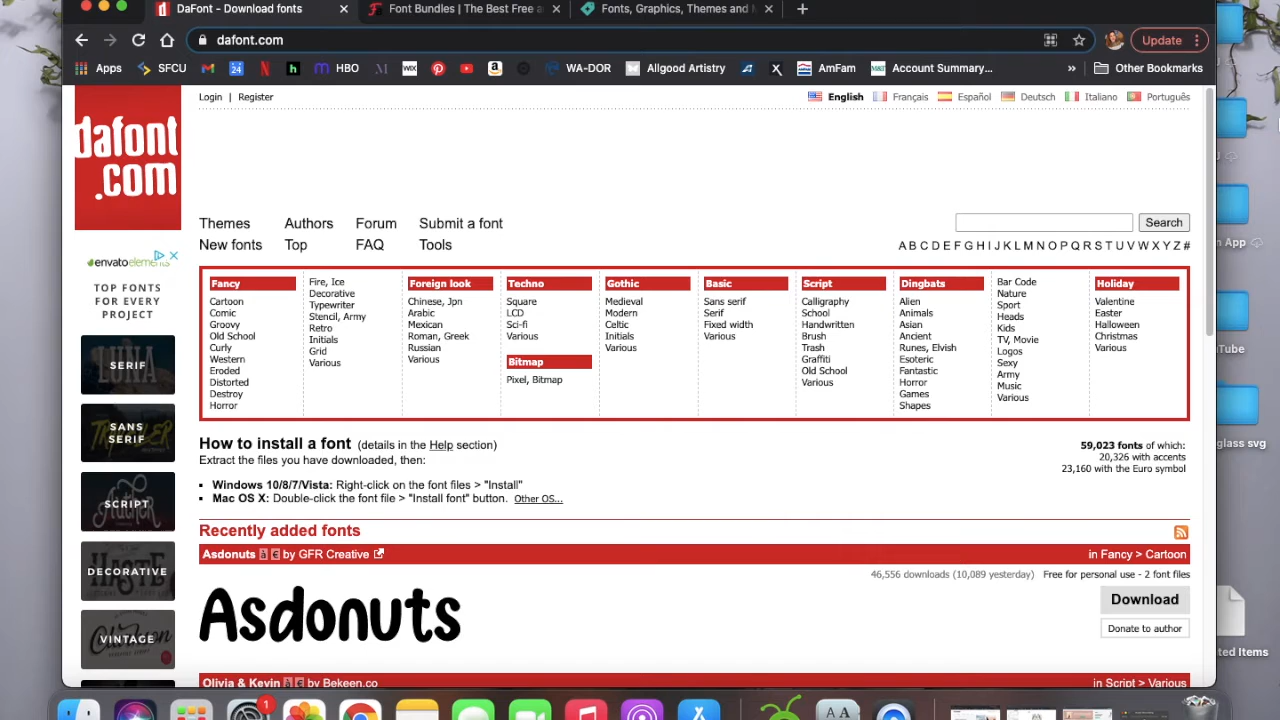 DaFont - Download fonts
Font Bundles | The Best Free a
Fonts, Graphics, Themes and M
dafont.com
Update
Apps
SFCU
24
HBO
WIX
WA-DOR
Allgood Artistry
AmFam
Account Summary...
»
Other Bookmarks
Login | Register
English
Français
Español
Deutsch
Italiano
Português
dafont
.com
Themes Authors Forum Submit a font
Search
New fonts Top FAQ Tools
A B C D E F G H I J K L M N O P Q R S T U V W X Y Z #
envato elements
TOP FONTS
FOR EVERY
PROJECT
SERIF
SANS
SERIF
SCRIPT
DECORATIVE
VINTAGE
Fancy
Cartoon
Comic
Groovy
Old School
Curly
Western
Eroded
Distorted
Destroy
Horror
Fire, Ice
Decorative
Typewriter
Stencil, Army
Retro
Initials
Grid
Various
Foreign look
Chinese, Jpn
Arabic
Mexican
Roman, Greek
Russian
Various
Techno
Square
LCD
Sci-fi
Various
Bitmap
Pixel, Bitmap
Gothic
Medieval
Modern
Celtic
Initials
Various
Basic
Sans serif
Serif
Fixed width
Various
Script
Calligraphy
School
Handwritten
Brush
Trash
Graffiti
Old School
Various
Dingbats
Alien
Animals
Asian
Ancient
Runes, Elvish
Esoteric
Fantastic
Horror
Games
Shapes
Bar Code
Nature
Sport
Heads
Kids
TV, Movie
Logos
Sexy
Army
Music
Various
Holiday
Valentine
Easter
Halloween
Christmas
Various
How to install a font (details in the Help section)
Extract the files you have downloaded, then:
Windows 10/8/7/Vista: Right-click on the font files > "Install"
Mac OS X: Double-click the font file > "Install font" button. Other OS...
59,023 fonts of which:
20,326 with accents
23,160 with the Euro symbol
Recently added fonts
Asdonuts à € by GFR Creative
in Fancy > Cartoon
46,556 downloads (10,089 yesterday) Free for personal use - 2 font files
Asdonuts
Download
Donate to author
Olivia & Kevin à € by Bekeen.co
in Script > Various
1